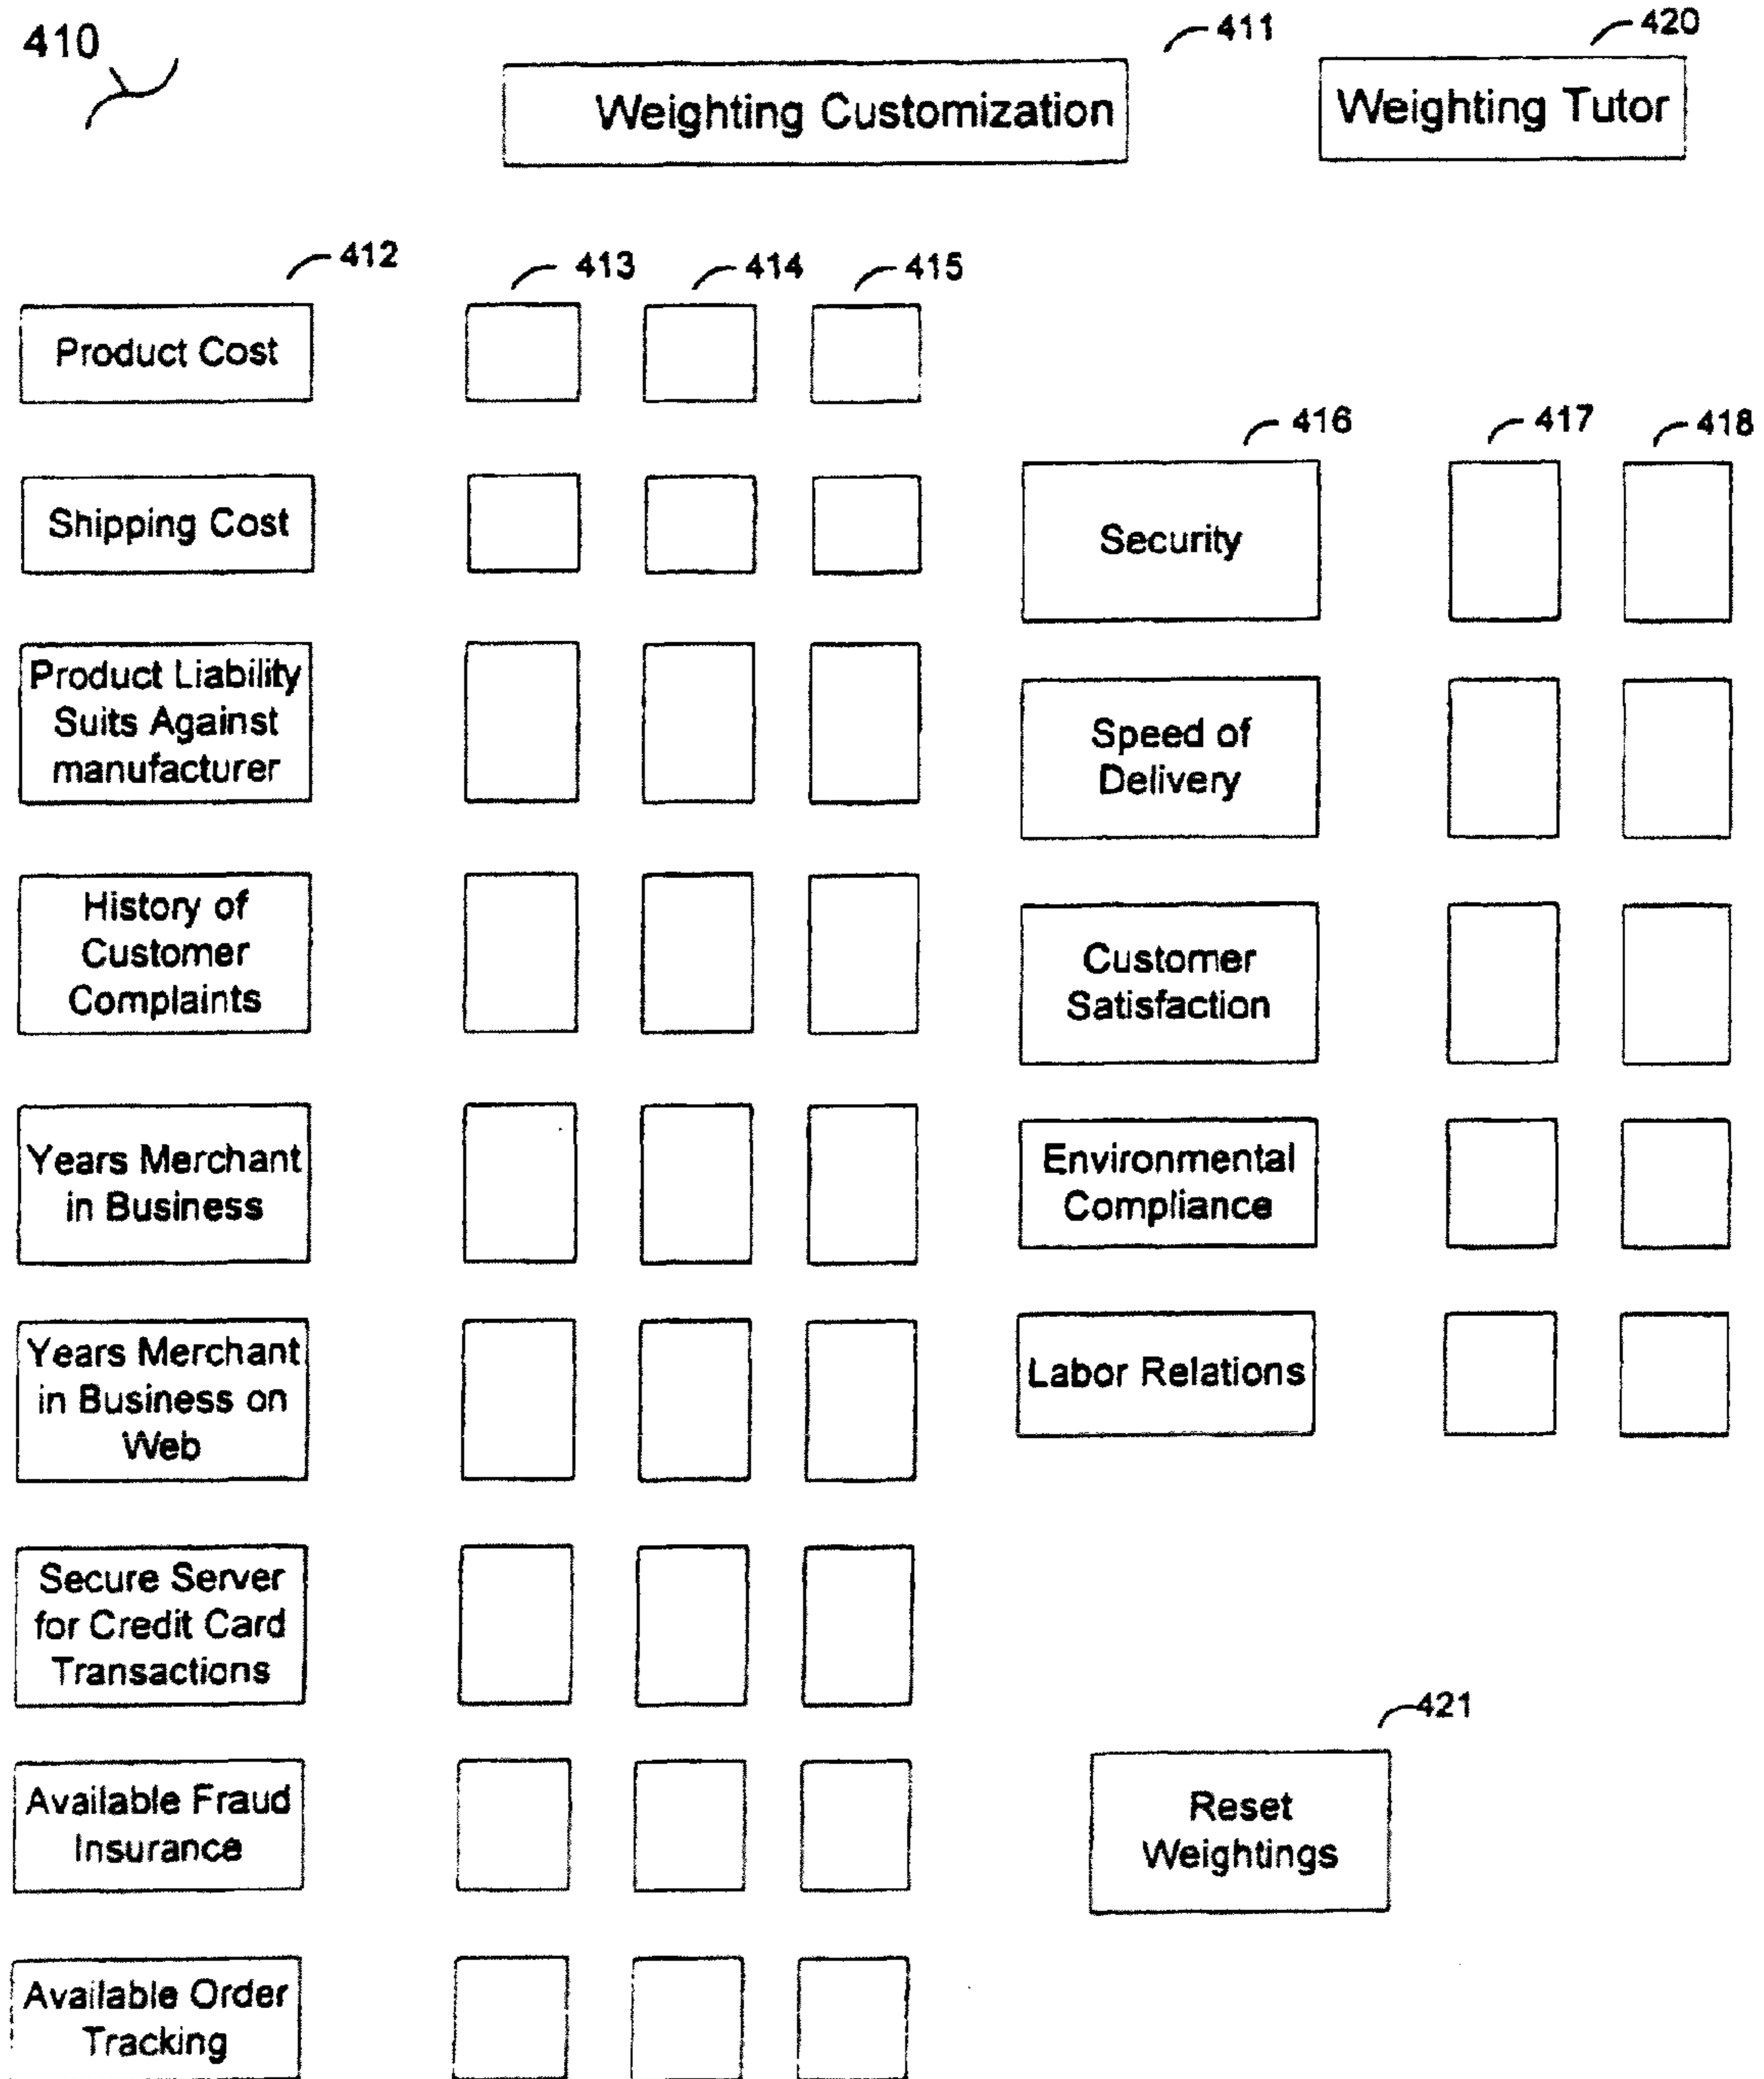 410
411
420
Weighting Customization
Weighting Tutor
412
413
414
415
Product Cost
416
417
418
Shipping Cost
Security
Product Liability
Suits Against
manufacturer
Speed of
Delivery
History of
Customer
Complaints
Customer
Satisfaction
Years Merchant
in Business
Environmental
Compliance
Years Merchant
in Business on
Web
Labor Relations
Secure Server
for Credit Card
Transactions
421
Available Fraud
Insurance
Reset
Weightings
Available Order
Tracking